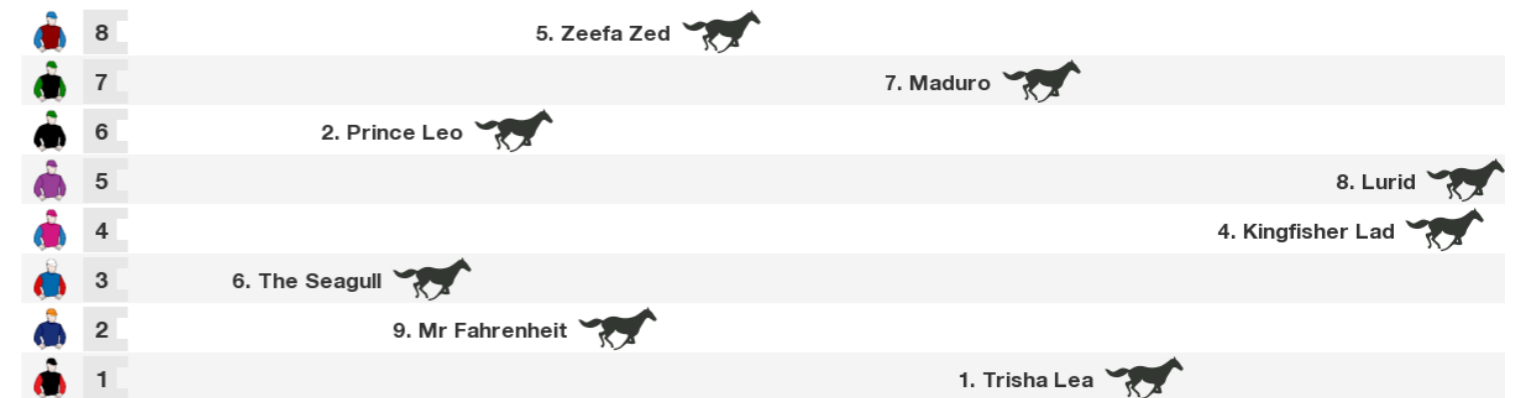 8 5. Zeefa Zed
7 7. Maduro
6 2. Prince Leo
5 8. Lurid
4 4. Kingfisher Lad
3 6. The Seagull
2 9. Mr Fahrenheit
1 1. Trisha Lea